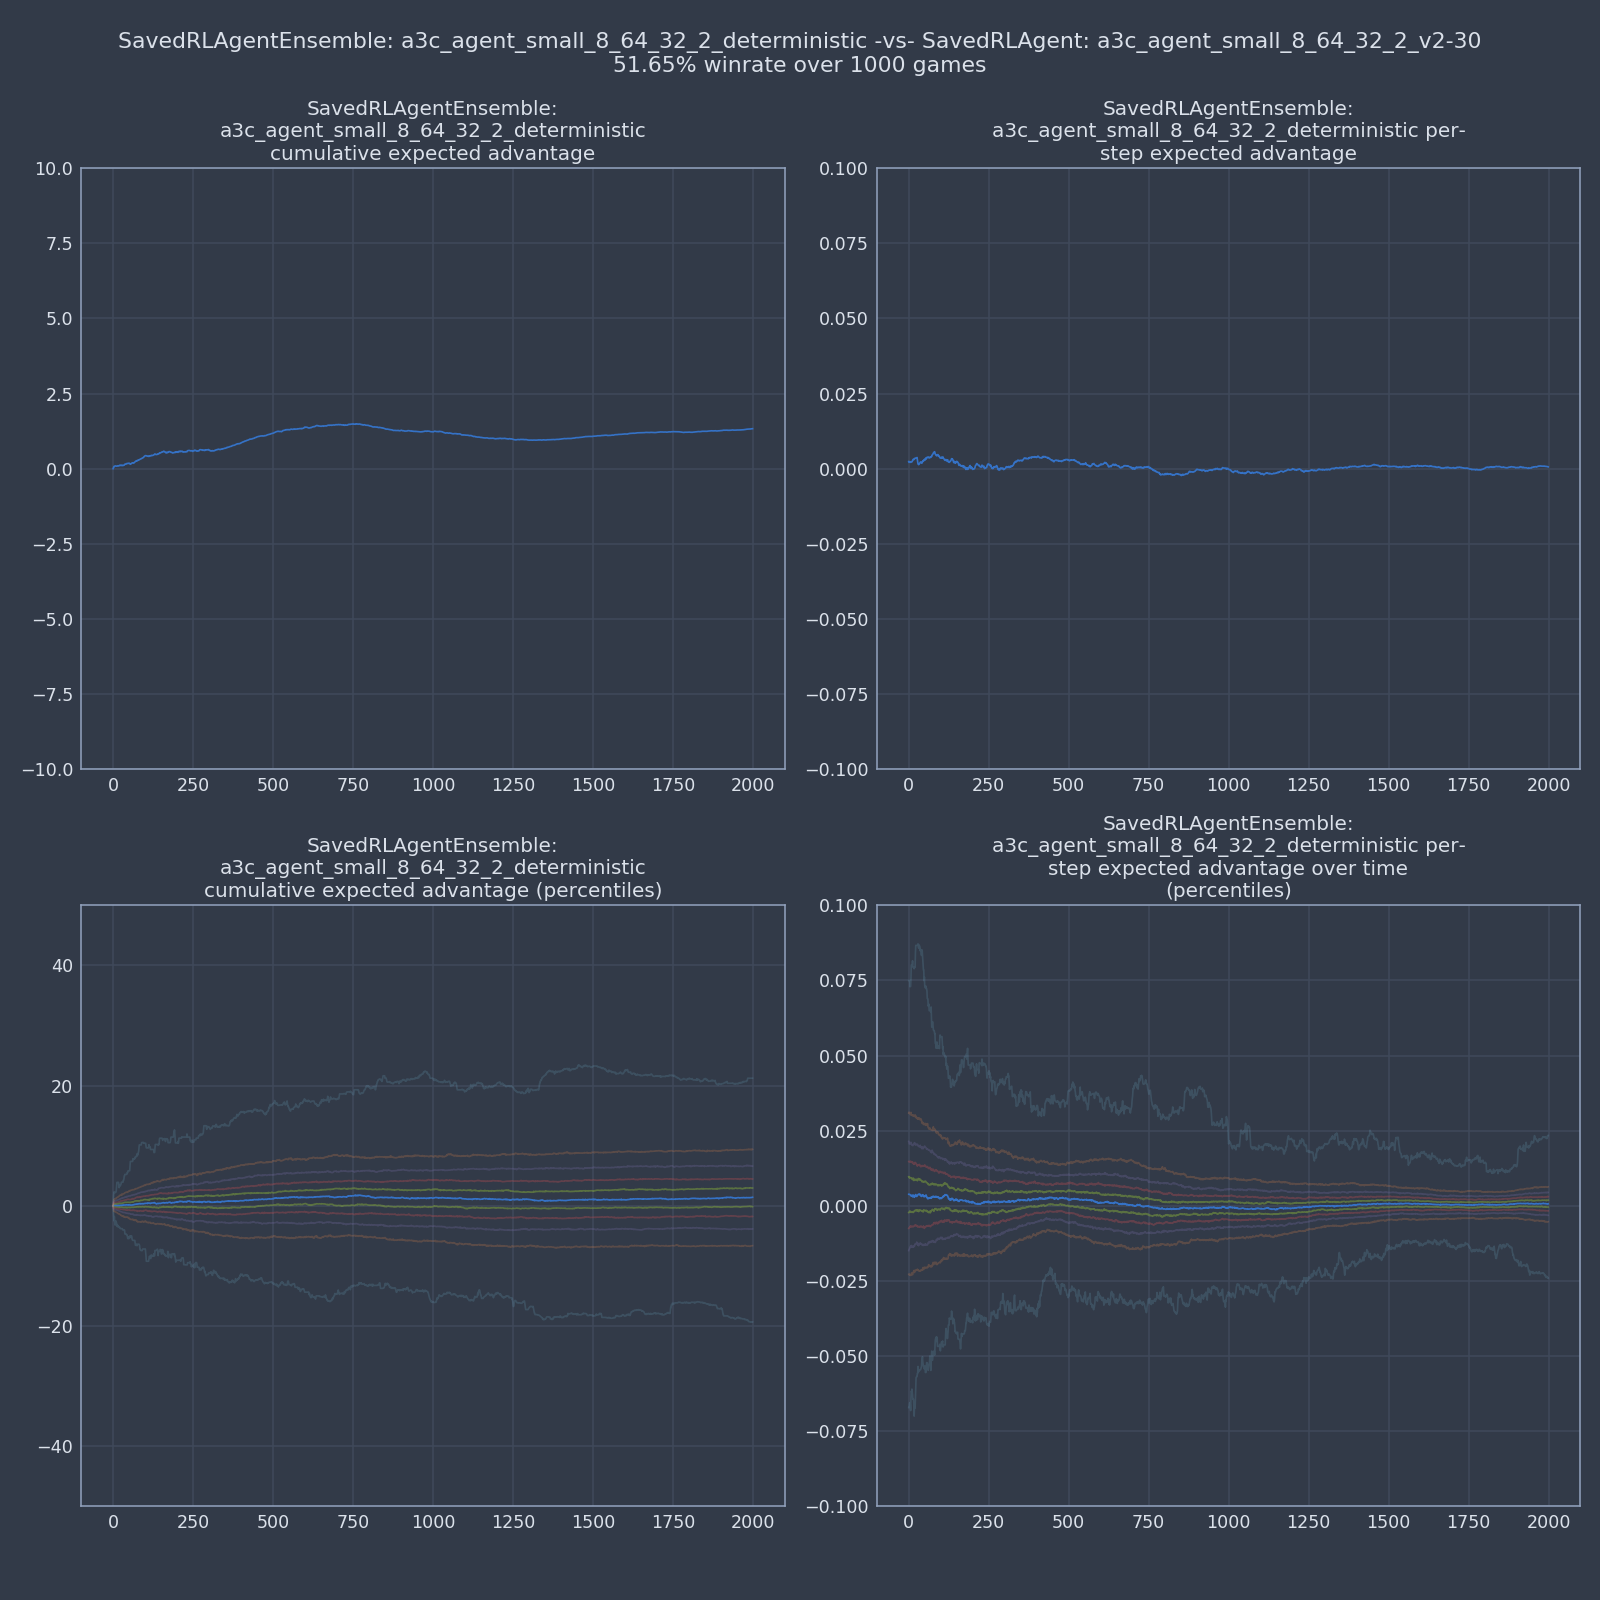 SavedRLAgentEnsemble: a3c_agent_small_8_64_32_2_deterministic -vs- SavedRLAgent: a3c_agent_small_8_64_32_2_v2-30
51.65% winrate over 1000 games
SavedRLAgentEnsemble:
a3c_agent_small_8_64_32_2_deterministic
cumulative expected advantage
10.0
7.5
5.0
2.5
0.0
−2.5
−5.0
−7.5
−10.0
0 250 500 750 1000 1250 1500 1750 2000
SavedRLAgentEnsemble:
a3c_agent_small_8_64_32_2_deterministic per-
step expected advantage
0.100
0.075
0.050
0.025
0.000
−0.025
−0.050
−0.075
−0.100
0 250 500 750 1000 1250 1500 1750 2000
SavedRLAgentEnsemble:
a3c_agent_small_8_64_32_2_deterministic
cumulative expected advantage (percentiles)
40
20
0
−20
−40
0 250 500 750 1000 1250 1500 1750 2000
SavedRLAgentEnsemble:
a3c_agent_small_8_64_32_2_deterministic per-
step expected advantage over time
(percentiles)
0.100
0.075
0.050
0.025
0.000
−0.025
−0.050
−0.075
−0.100
0 250 500 750 1000 1250 1500 1750 2000